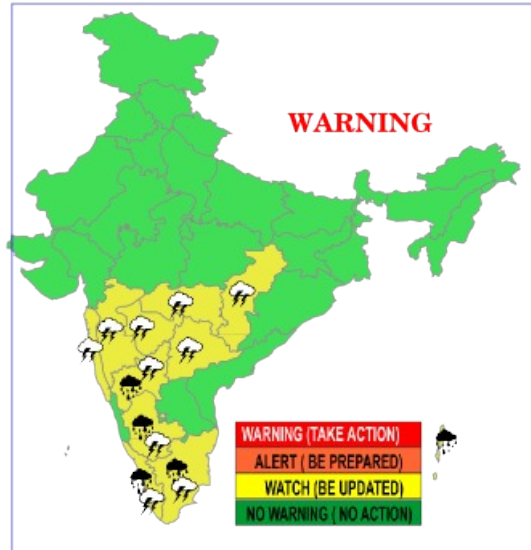 WARNING
WARNING (TAKE ACTION)
ALERT ( BE PREPARED)
WATCH (BE UPDATED)
NO WARNING ( NO ACTION)